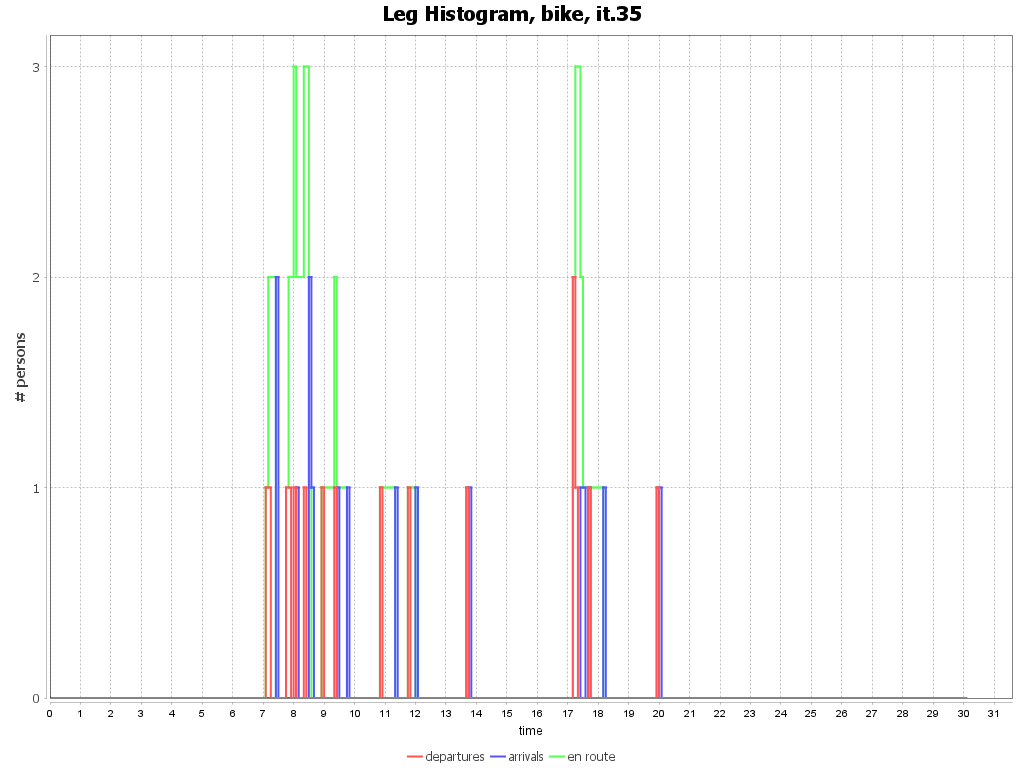 Leg Histogram, bike, it.35
# persons
3
2
1
0
0 1 2 3 4 5 6 7 8 9 10 11 12 13 14 15 16 17 18 19 20 21 22 23 24 25 26 27 28 29 30 31
time
departures arrivals en route